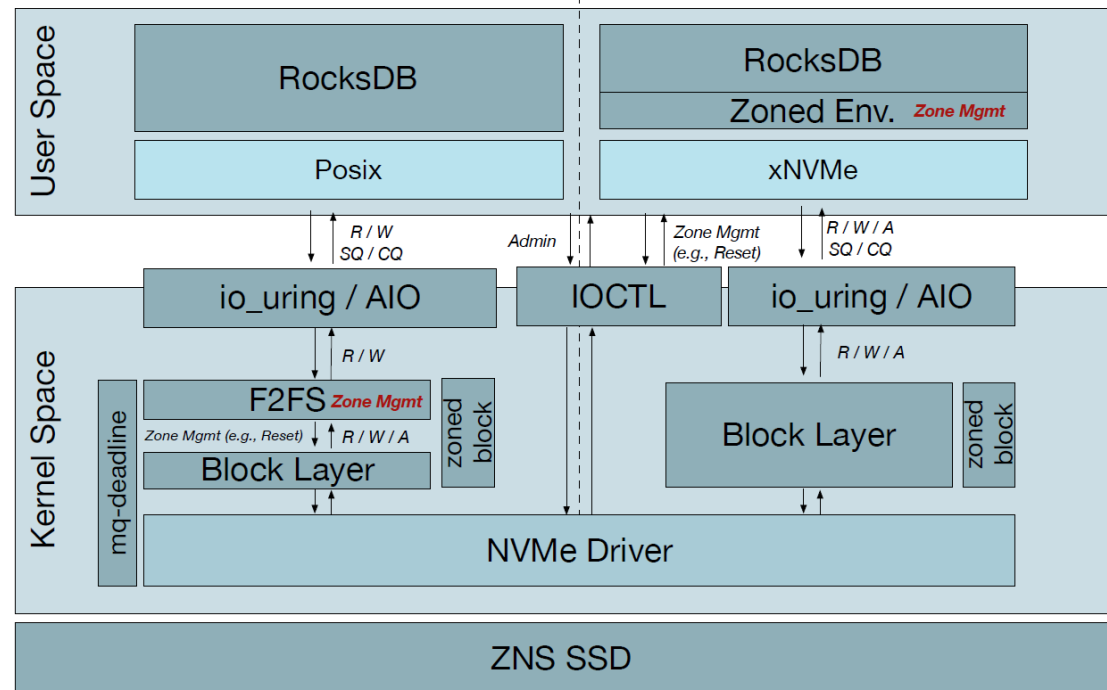 User Space
RocksDB
Posix
RocksDB
Zoned Env. Zone Mgmt
xNVMe
R / W
SQ / CQ
Admin
Zone Mgmt
(e.g., Reset)
R / W / A
SQ / CQ
Kernel Space
io_uring / AIO
IOCTL
io_uring / AIO
R / W
R / W / A
mq-deadline
F2FS Zone Mgmt
Zone Mgmt (e.g., Reset)
R / W / A
Block Layer
zoned
block
Block Layer
zoned
block
NVMe Driver
ZNS SSD